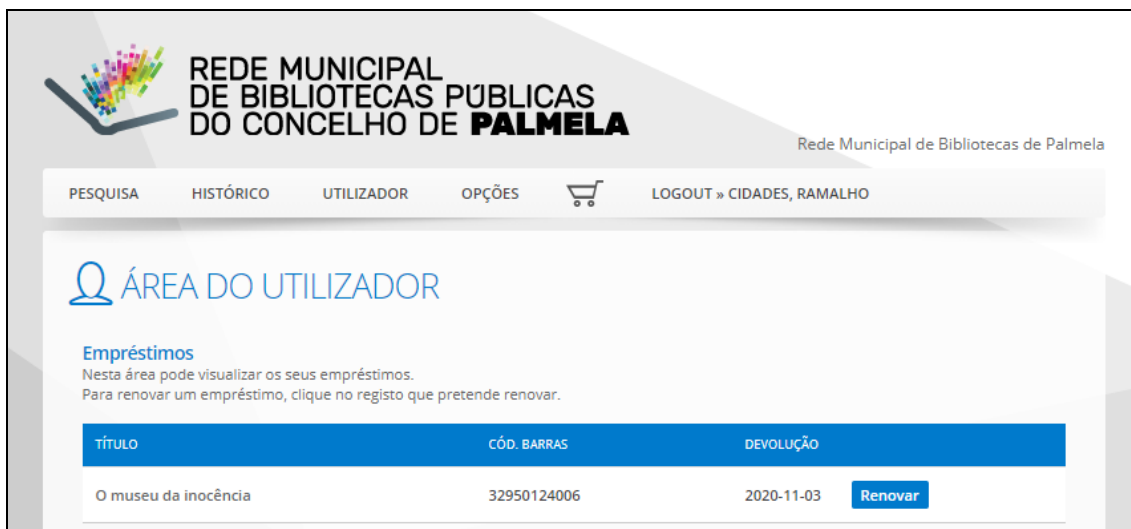 REDE MUNICIPAL
DE BIBLIOTECAS PÚBLICAS
DO CONCELHO DE PALMELA
Rede Municipal de Bibliotecas de Palmela
PESQUISA HISTÓRICO UTILIZADOR OPÇÕES LOGOUT » CIDADES, RAMALHO
ÁREA DO UTILIZADOR
Empréstimos
Nesta área pode visualizar os seus empréstimos.
Para renovar um empréstimo, clique no registo que pretende renovar.
TÍTULO CÓD. BARRAS DEVOLUÇÃO
O museu da inocência 32950124006 2020-11-03 Renovar